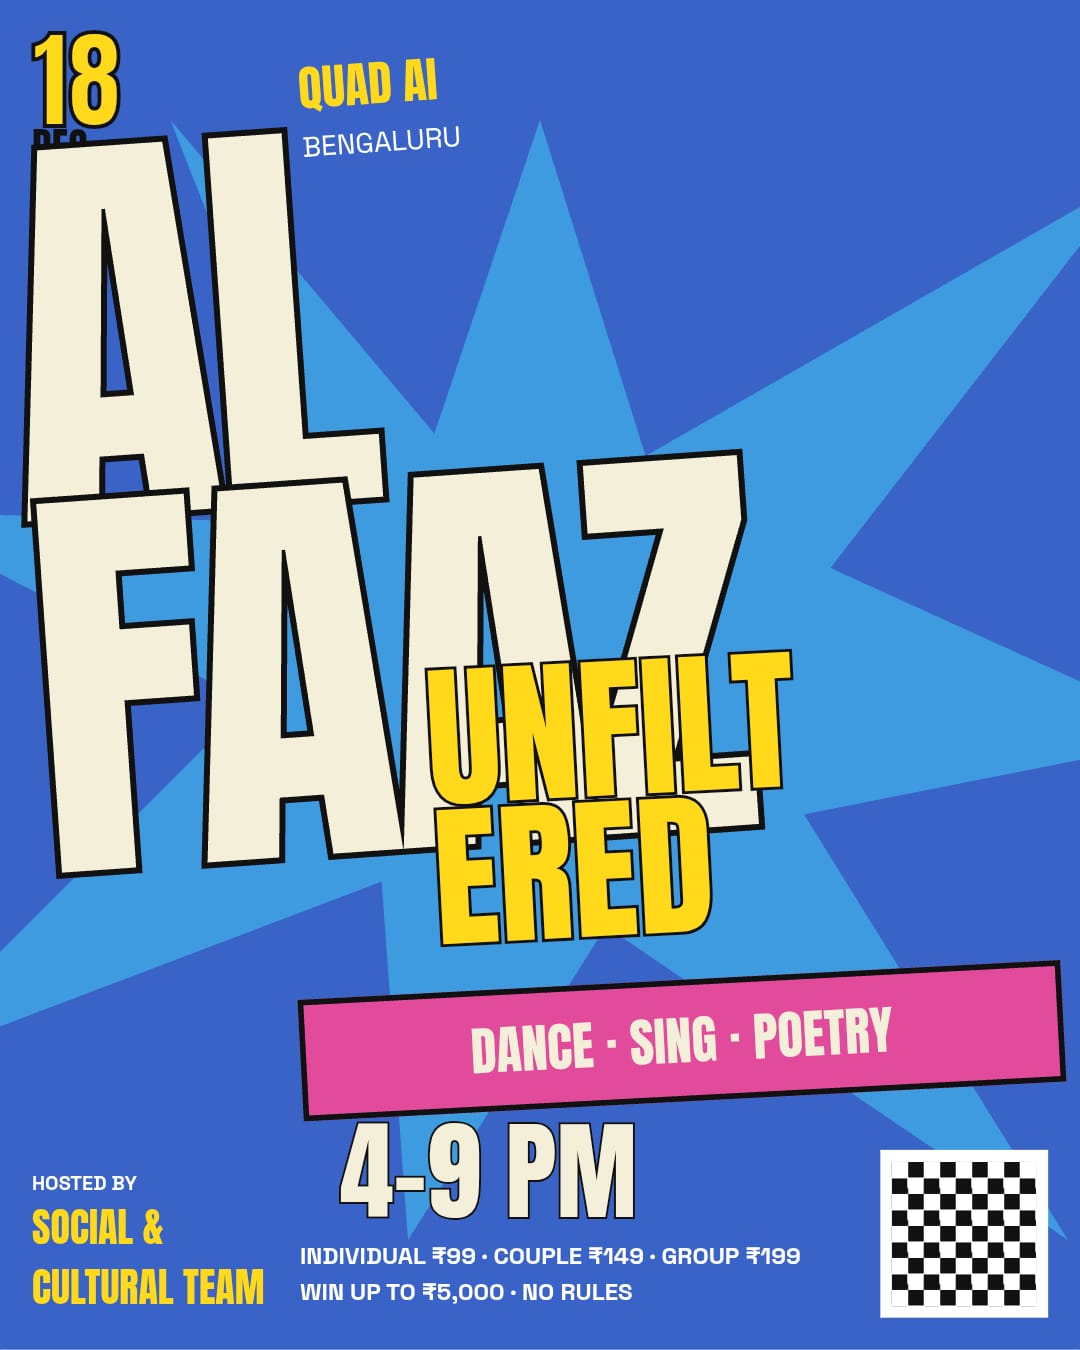 18
DEC
QUAD AI
BENGALURU
AL
FAAZ
UNFILT
ERED
DANCE · SING · POETRY
4-9 PM
HOSTED BY
SOCIAL &
CULTURAL TEAM
INDIVIDUAL ₹99 · COUPLE ₹149 · GROUP ₹199
WIN UP TO ₹5,000 · NO RULES